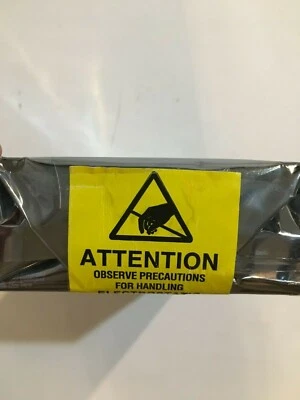 ATTENTION
OBSERVE PRECAUTIONS
FOR HANDLING